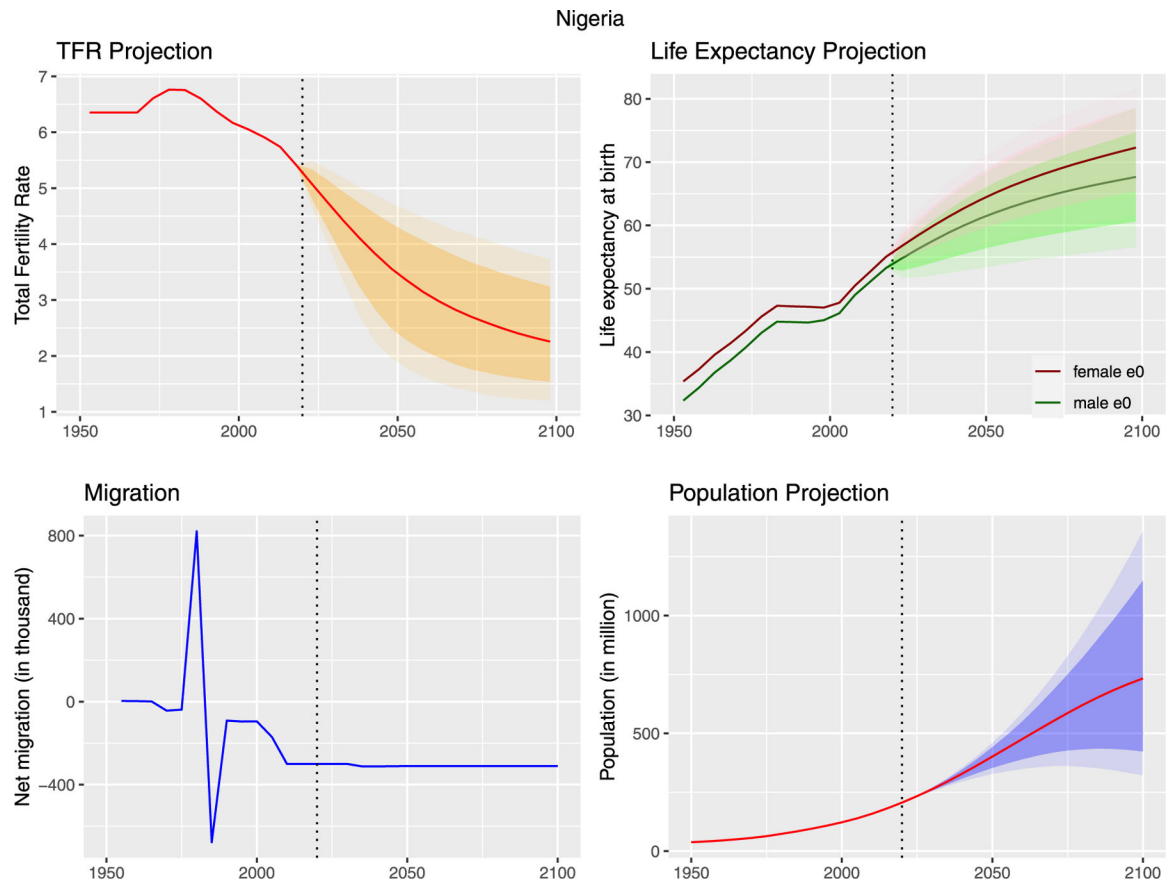 Nigeria
TFR Projection
Total Fertility Rate
7
6
5
4
3
2
1
1950 2000 2050 2100
Life Expectancy Projection
Life expectancy at birth
80
70
60
50
40
30
female e0
male e0
1950 2000 2050 2100
Migration
Net migration (in thousand)
800
400
0
−400
1950 2000 2050 2100
Population Projection
Population (in million)
1000
500
0
1950 2000 2050 2100